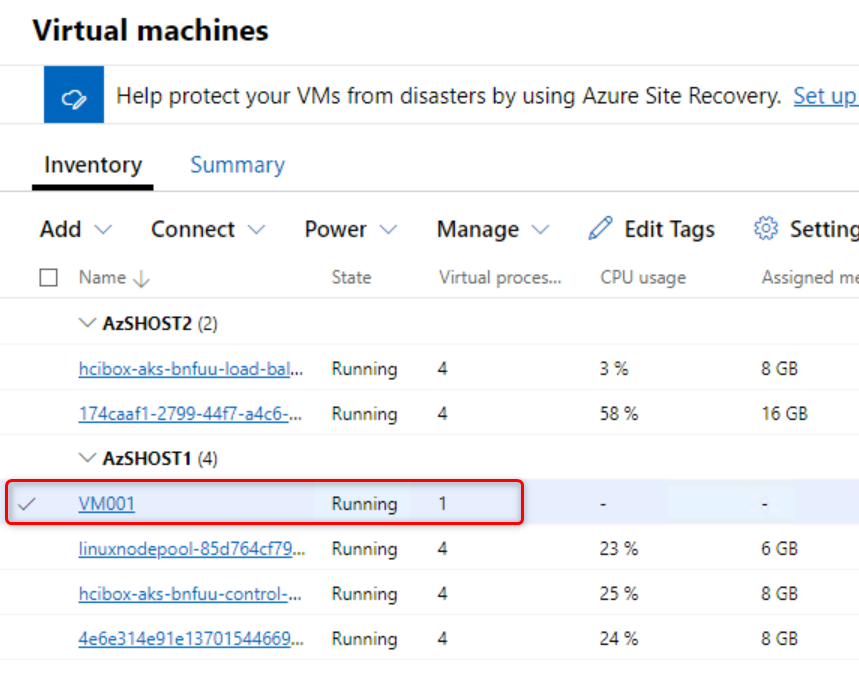 Virtual machines
Help protect your VMs from disasters by using Azure Site Recovery. Set up
Inventory Summary
Add Connect Power Manage Edit Tags Setting
Name State Virtual proces... CPU usage Assigned me
AzSHOST2 (2)
hcibox-aks-bnfuu-load-bal... Running 4 3 % 8 GB
174caaf1-2799-44f7-a4c6-... Running 4 58 % 16 GB
AzSHOST1 (4)
VM001 Running 1 - -
linuxnodepool-85d764cf79... Running 4 23 % 6 GB
hcibox-aks-bnfuu-control-... Running 4 25 % 8 GB
4e6e314e91e13701544669... Running 4 24 % 8 GB